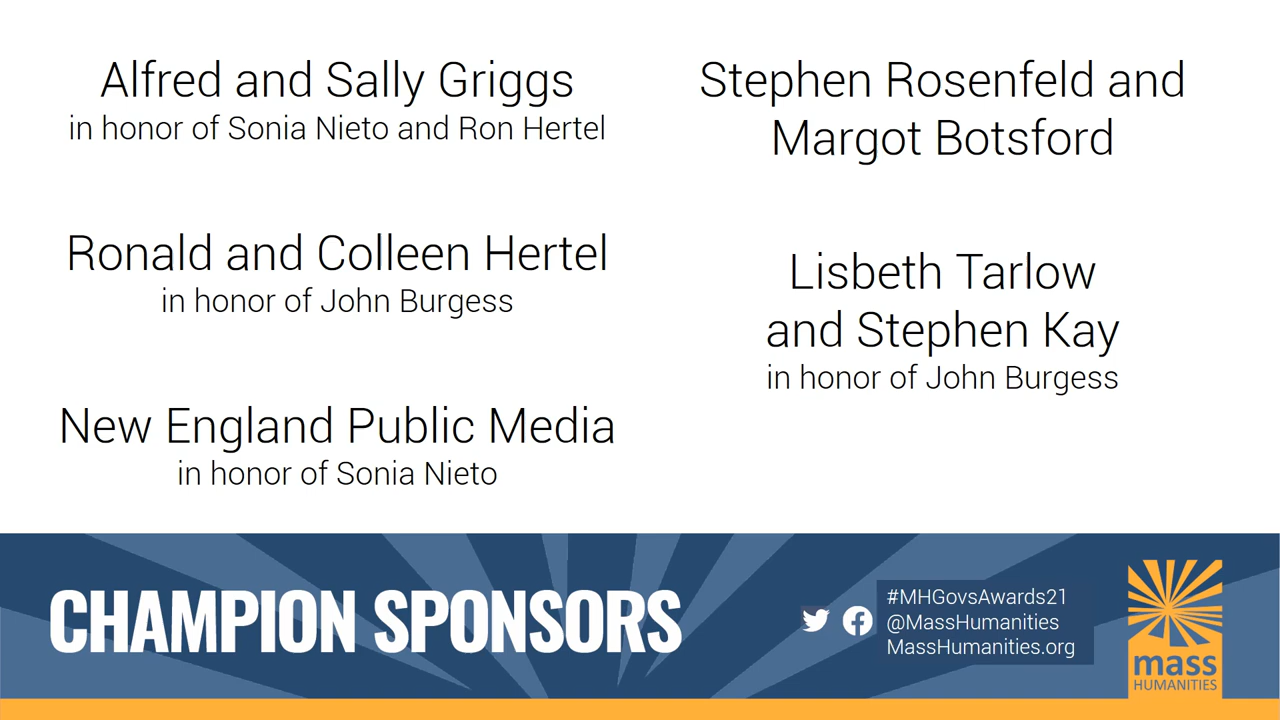 Alfred and Sally Griggs
in honor of Sonia Nieto and Ron Hertel
Ronald and Colleen Hertel
in honor of John Burgess
New England Public Media
in honor of Sonia Nieto
Stephen Rosenfeld and
Margot Botsford
Lisbeth Tarlow
and Stephen Kay
in honor of John Burgess
CHAMPION SPONSORS
#MHGovsAwards21
@MassHumanities
MassHumanities.org
mass
HUMANITIES